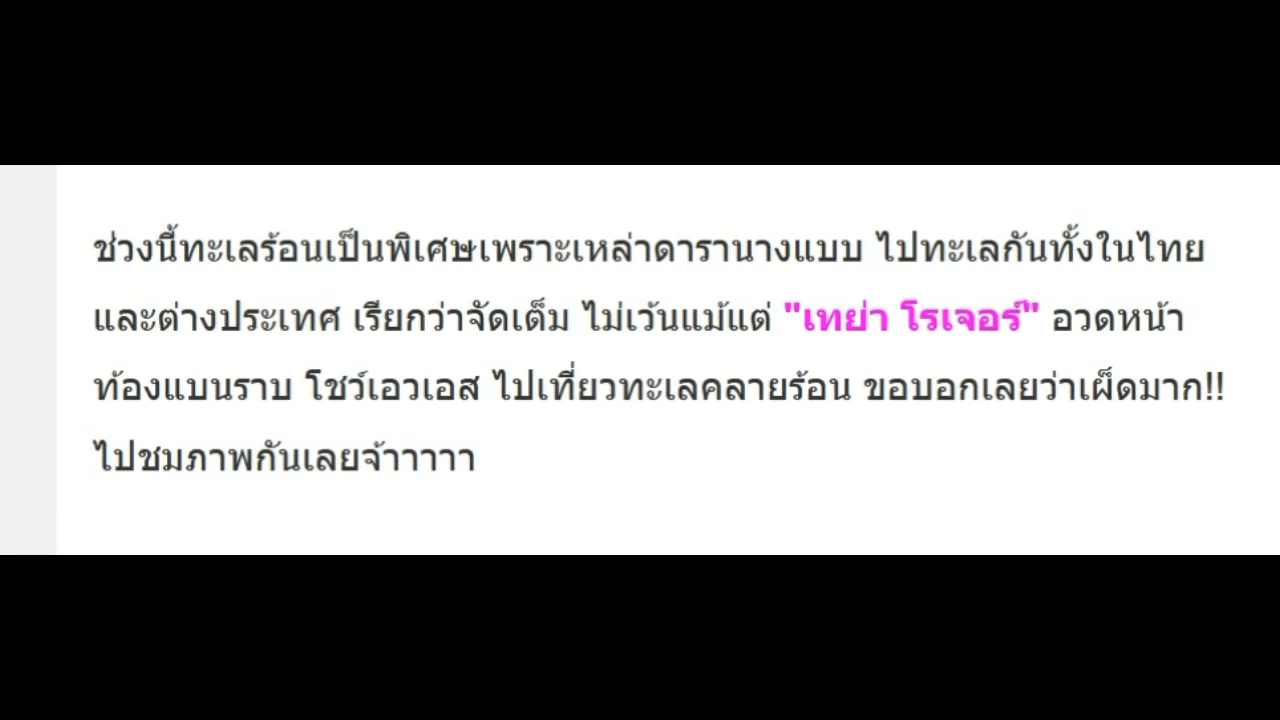 ช่วงนี้ทะเลร้อนเป็นพิเศษเพราะเหล่าดารานางแบบ ไปทะเลกันทั้งในไทย
และต่างประเทศ เรียกว่าจัดเต็ม ไม่เว้นแม้แต่ "เทย่า โรเจอร์" อวดหน้า
ท้องแบนราบ โชว์เอวเอส ไปเที่ยวทะเลคลายร้อน ขอบอกเลยว่าเผ็ดมาก!!
ไปชมภาพกันเลยจ้าาาาา